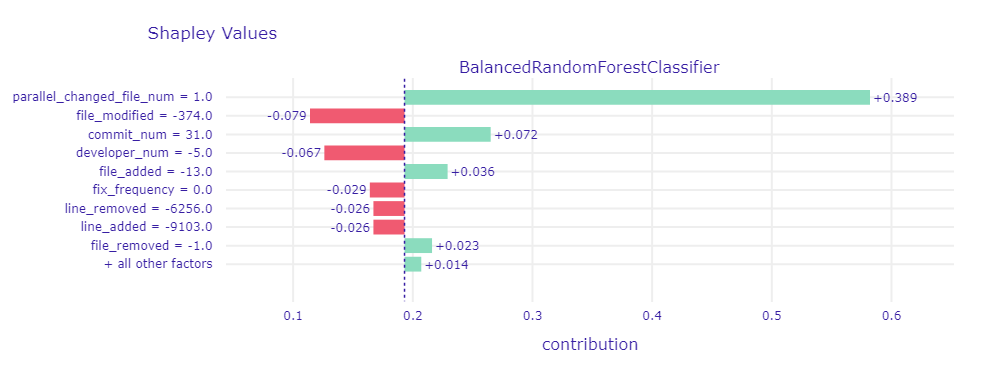 Shapley Values
BalancedRandomForestClassifier
parallel_changed_file_num = 1.0
+0.389
file_modified = -374.0
-0.079
commit_num = 31.0
+0.072
developer_num = -5.0
-0.067
file_added = -13.0
+0.036
fix_frequency = 0.0
-0.029
line_removed = -6256.0
-0.026
line_added = -9103.0
-0.026
file_removed = -1.0
+0.023
+ all other factors
+0.014
0.1 0.2 0.3 0.4 0.5 0.6
contribution